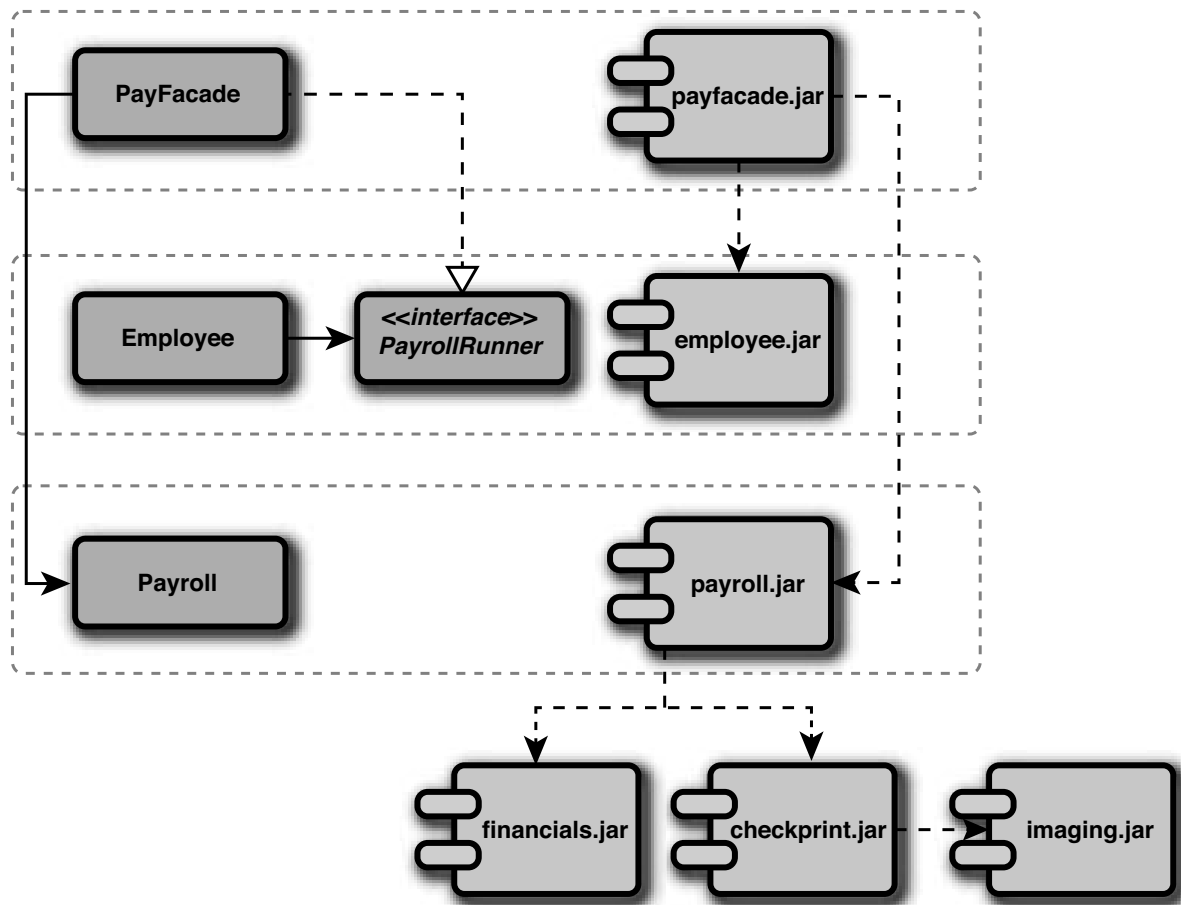 PayFacade
payfacade.jar
Employee
<<interface>>
PayrollRunner
employee.jar
Payroll
payroll.jar
financials.jar
checkprint.jar
imaging.jar